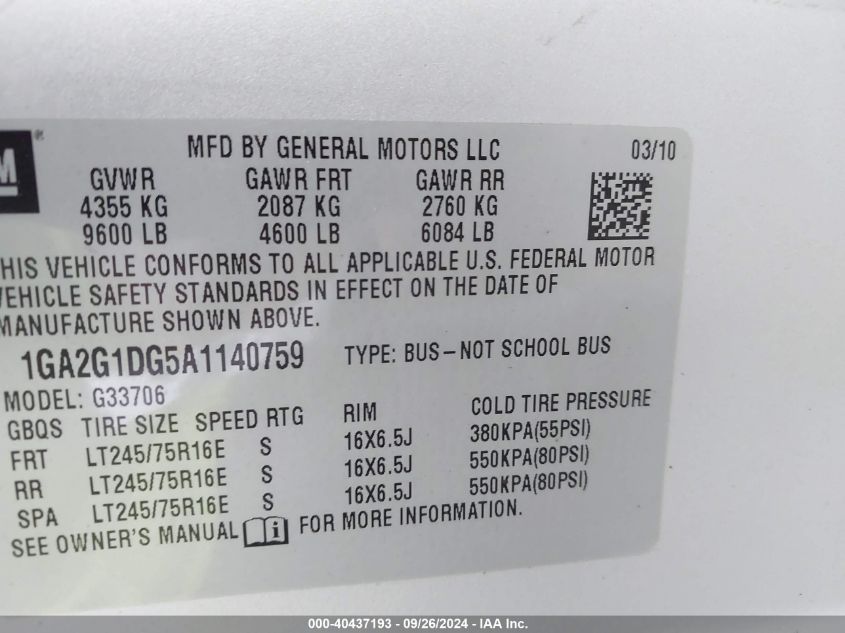 M ®
MFD BY GENERAL MOTORS LLC 03/10
GVWR GAWR FRT GAWR RR
4355 KG 2087 KG 2760 KG
9600 LB 4600 LB 6084 LB
HIS VEHICLE CONFORMS TO ALL APPLICABLE U.S. FEDERAL MOTOR
VEHICLE SAFETY STANDARDS IN EFFECT ON THE DATE OF
MANUFACTURE SHOWN ABOVE.
1GA2G1DG5A1140759 TYPE: BUS–NOT SCHOOL BUS
MODEL: G33706
GBQS TIRE SIZE SPEED RTG RIM COLD TIRE PRESSURE
FRT LT245/75R16E S 16X6.5J 380KPA(55PSI)
RR LT245/75R16E S 16X6.5J 550KPA(80PSI)
SPA LT245/75R16E S 16X6.5J 550KPA(80PSI)
SEE OWNER'S MANUAL i FOR MORE INFORMATION.
000-40437193 - 09/26/2024 - IAA Inc.